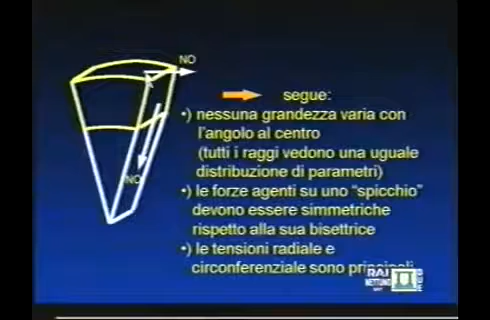 NO
segue:
•) nessuna grandezza varia con
l'angolo al centro
(tutti i raggi vedono una uguale
distribuzione di parametri)
NO
•) le forze agenti su uno "spicchio"
devono essere simmetriche
rispetto alla sua bisettrice
•) le tensioni radiale e
circonferenziale sono principali
RAI